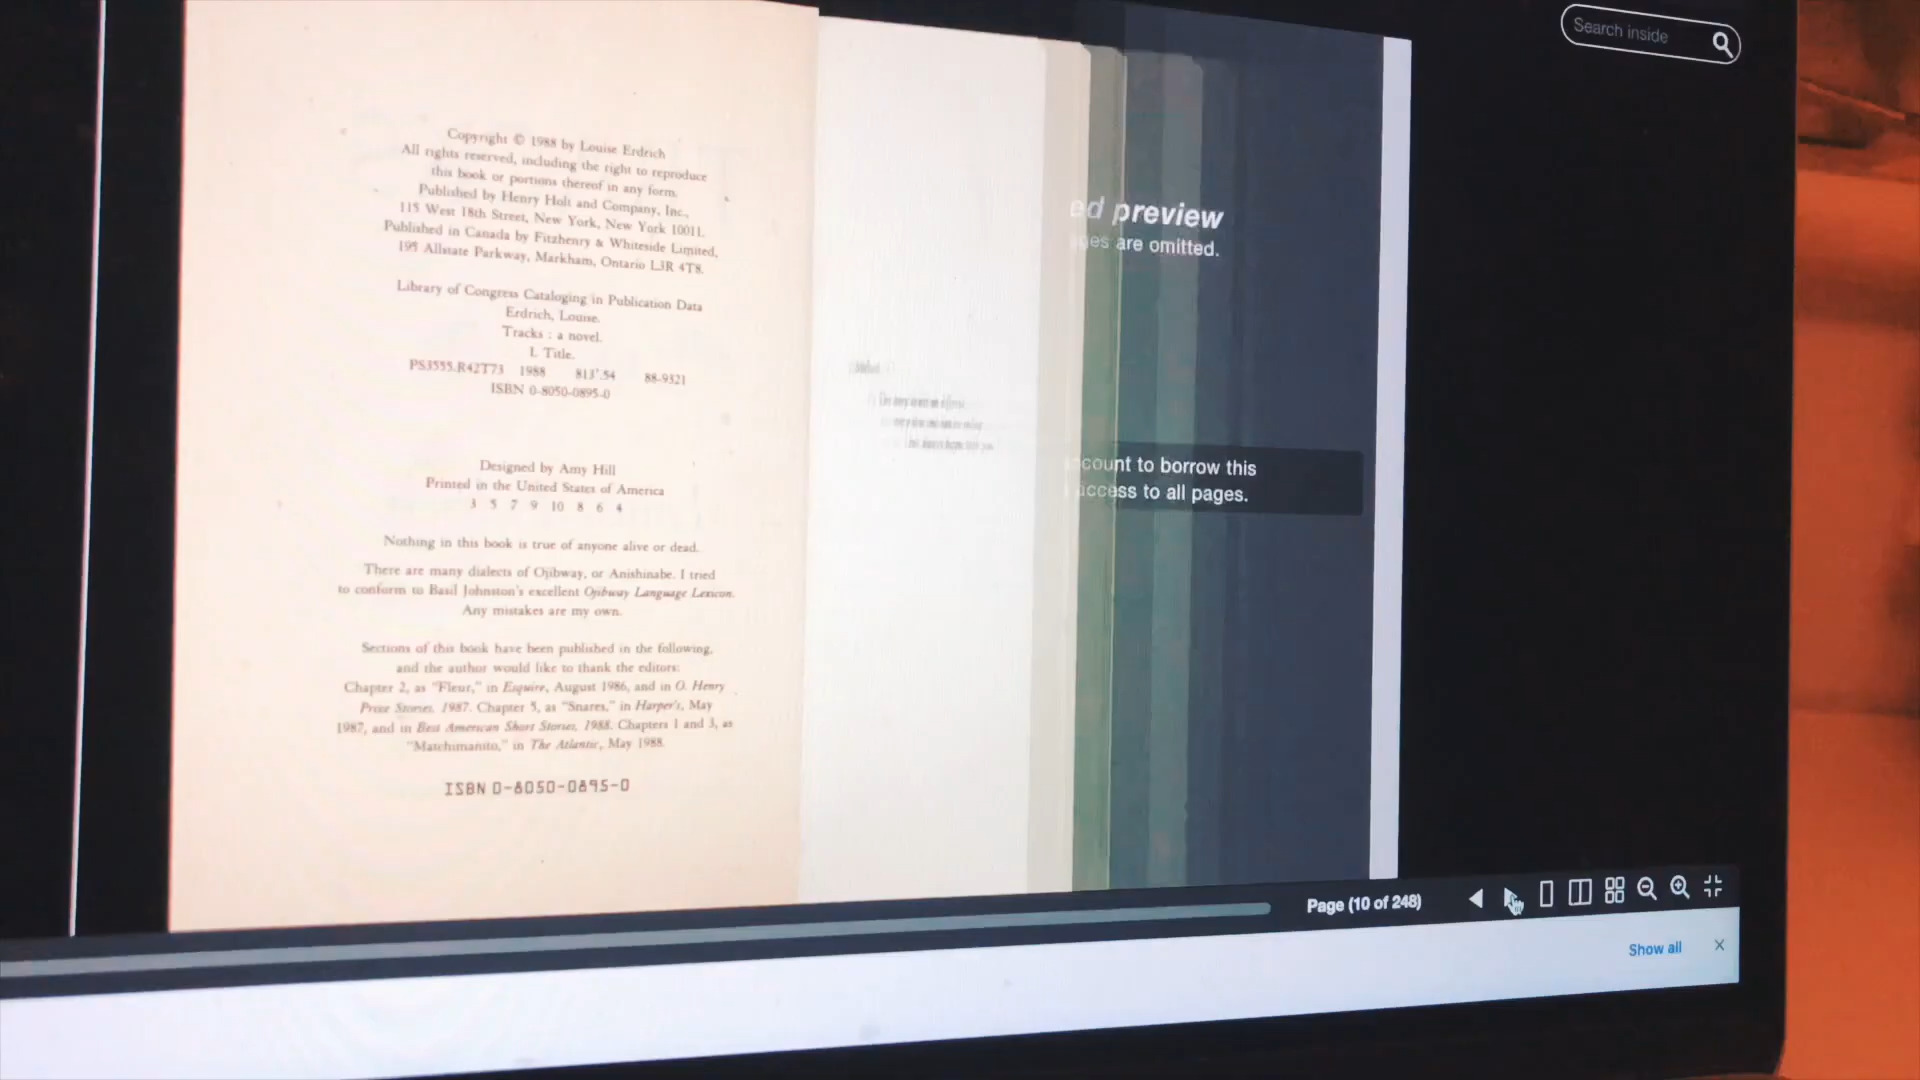 Search inside
Copyright © 1988 by Louise Erdrich
All rights reserved, including the right to reproduce
this book or portions thereof in any form.
Published by Henry Holt and Company, Inc.,
115 West 18th Street, New York, New York 10011.
Published in Canada by Fitzhenry & Whiteside Limited,
195 Allstate Parkway, Markham, Ontario L3R 4T8.
Library of Congress Cataloging in Publication Data
Erdrich, Louise.
Tracks : a novel.
I. Title.
PS3555.R42T73 1988 813'.54 88-9321
ISBN 0-8050-0895-0
Designed by Amy Hill
Printed in the United States of America
3 5 7 9 10 8 6 4
Nothing in this book is true of anyone alive or dead.
There are many dialects of Ojibway, or Anishinabe. I tried
to conform to Basil Johnston's excellent Ojibway Language Lexicon.
Any mistakes are my own.
Sections of this book have been published in the following,
and the author would like to thank the editors:
Chapter 2, as "Fleur," in Esquire, August 1986, and in O. Henry
Prize Stories, 1987. Chapter 5, as "Snares," in Harper's, May
1987, and in Best American Short Stories, 1988. Chapters 1 and 3, as
"Matchimanito," in The Atlantic, May 1988.
ISBN 0-8050-0895-0
ed preview
ges are omitted.
count to borrow this
access to all pages.
Page (10 of 248)
Show all